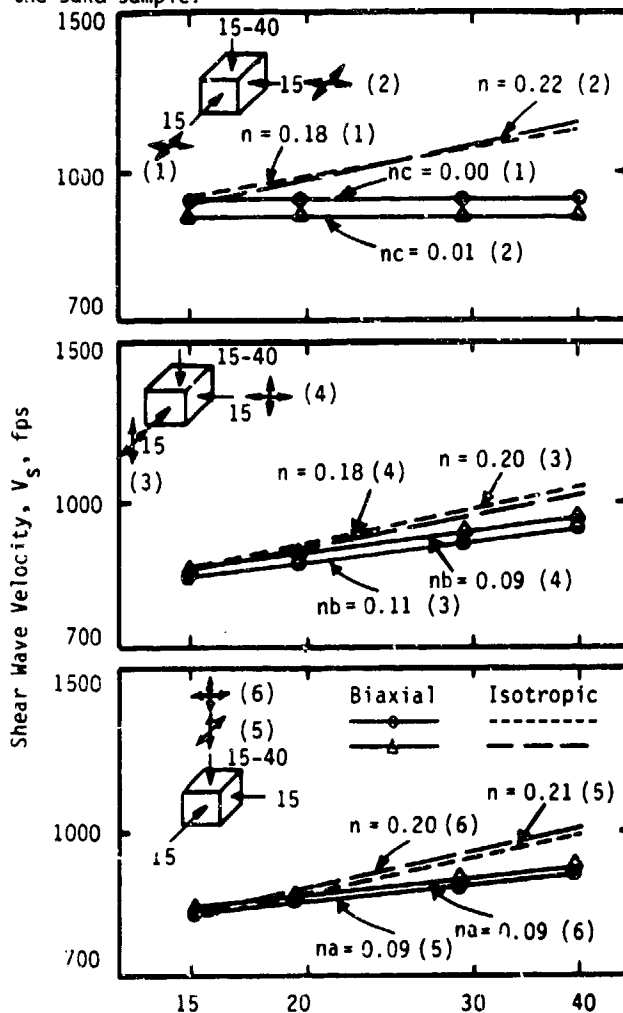 the sand sample.
1500
15-40
15 (2)
n = 0.22 (2)
15
n = 0.18 (1)
(1)
1000
nc = 0.00 (1)
nc = 0.01 (2)
700
1500
15-40
15 (4)
15
n = 0.20 (3)
n = 0.18 (4)
(3)
1000
nb = 0.09 (4)
nb = 0.11 (3)
700
Shear Wave Velocity, Vs, fps
1500
(6)
Biaxial Isotropic
(5)
15-40
15
n = 0.21 (5)
n = 0.20 (6)
15
1000
na = 0.09 (6)
na = 0.09 (5)
700
15 20 30 40